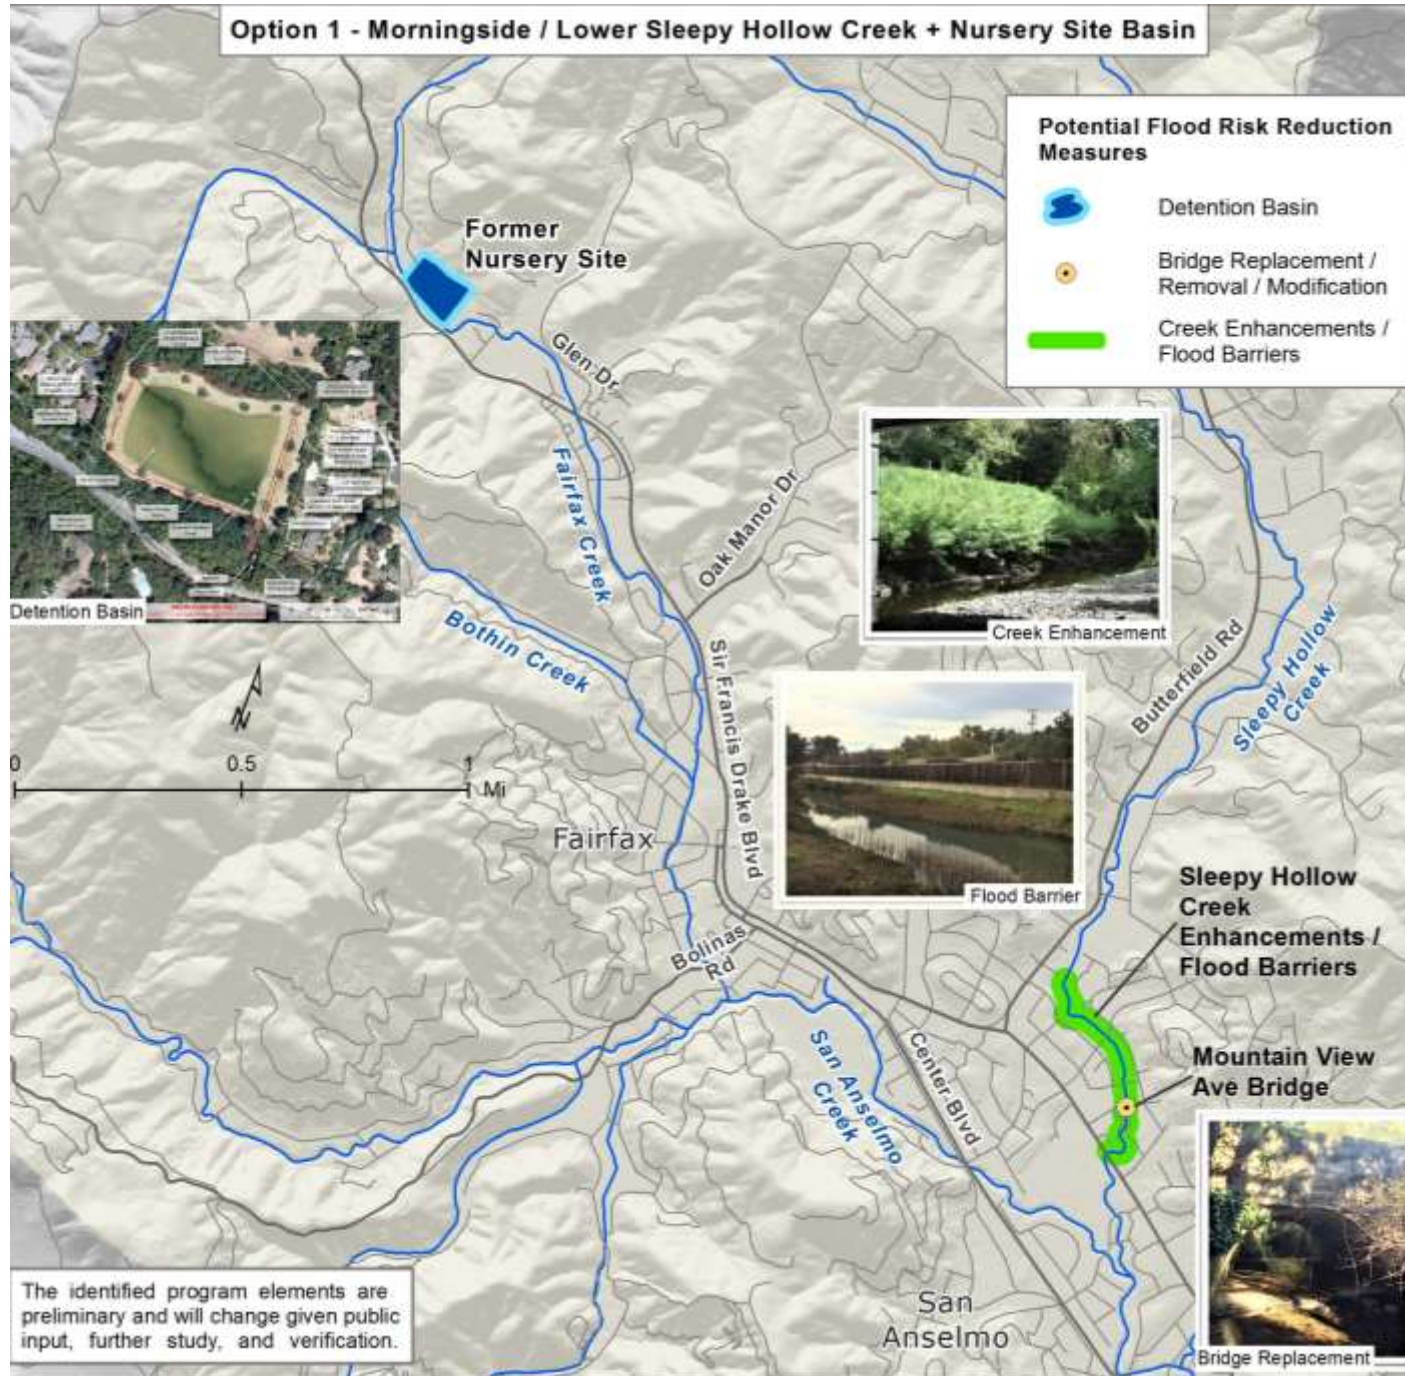 Option 1 - Morningside / Lower Sleepy Hollow Creek + Nursery Site Basin
Potential Flood Risk Reduction
Measures
Detention Basin
Bridge Replacement /
Removal / Modification
Creek Enhancements /
Flood Barriers
Former
Nursery Site
Glen Dr
Fairfax Creek
Oak Manor Dr
Creek Enhancement
Detention Basin
Bothin Creek
Sir Francis Drake Blvd
Butterfield Rd
Sleepy Hollow
Creek
N
0 0.5 1 Mi
Fairfax
Flood Barrier
Sleepy Hollow
Creek
Enhancements /
Flood Barriers
Bolinas
Rd
San Anselmo
Creek
Center Blvd
Mountain View
Ave Bridge
The identified program elements are
preliminary and will change given public
input, further study, and verification.
San
Anselmo
Bridge Replacement